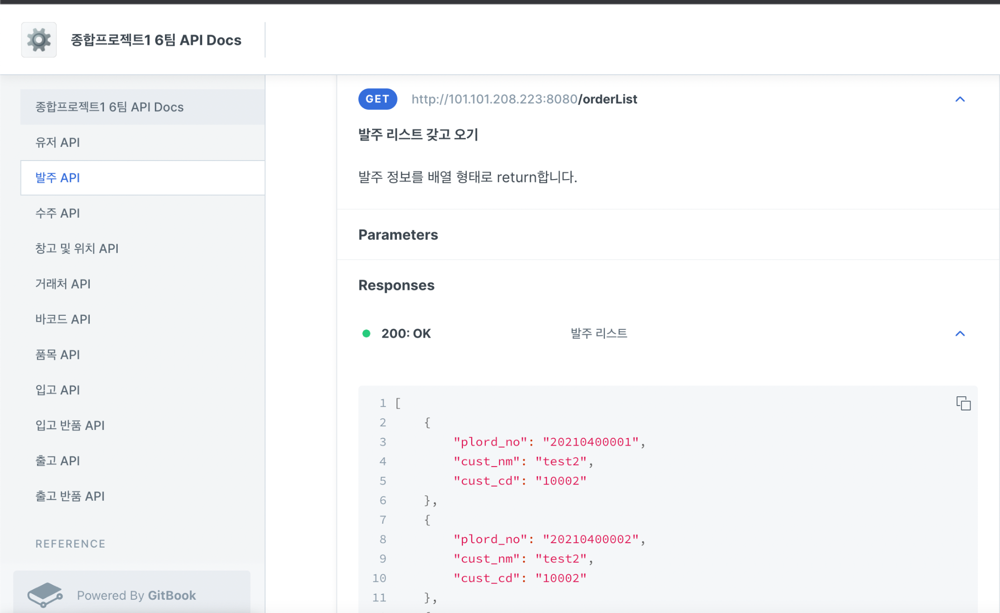 종합프로젝트1 6팀 API Docs
종합프로젝트1 6팀 API Docs
유저 API
발주 API
수주 API
창고 및 위치 API
거래처 API
바코드 API
품목 API
입고 API
입고 반품 API
출고 API
출고 반품 API
REFERENCE
Powered By GitBook
GET http://101.101.208.223:8080/orderList
발주 리스트 갖고 오기
발주 정보를 배열 형태로 return합니다.
Parameters
Responses
200: OK 발주 리스트
1 [
2 {
3 "plord_no": "20210400001",
4 "cust_nm": "test2",
5 "cust_cd": "10002"
6 },
7 {
8 "plord_no": "20210400002",
9 "cust_nm": "test2",
10 "cust_cd": "10002"
11 },